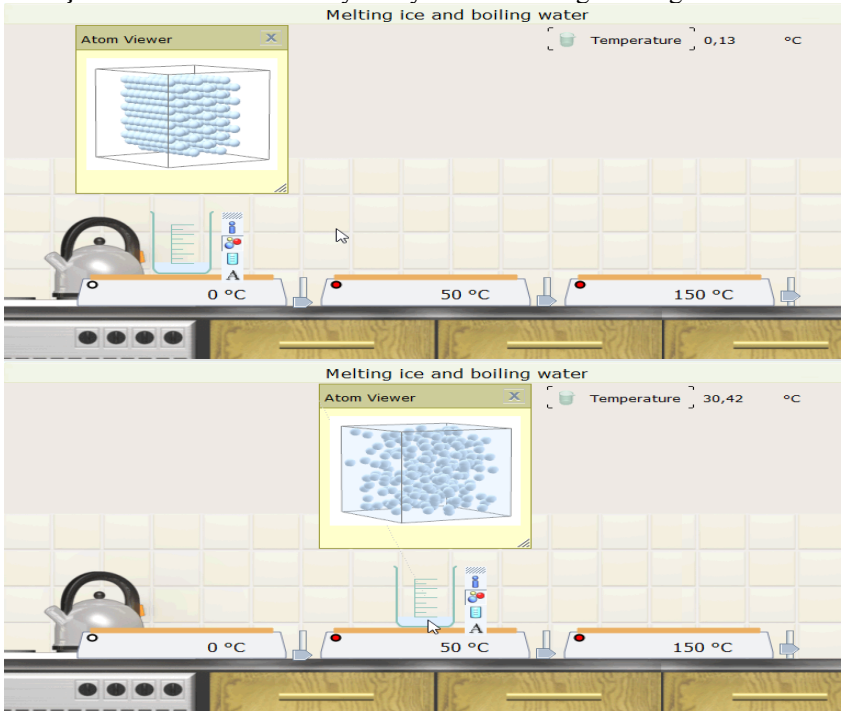 Melting ice and boiling water
Atom Viewer
Temperature 0,13 °C
A
0 °C 50 °C 150 °C
Melting ice and boiling water
Atom Viewer
Temperature 30,42 °C
A
0 °C 50 °C 150 °C